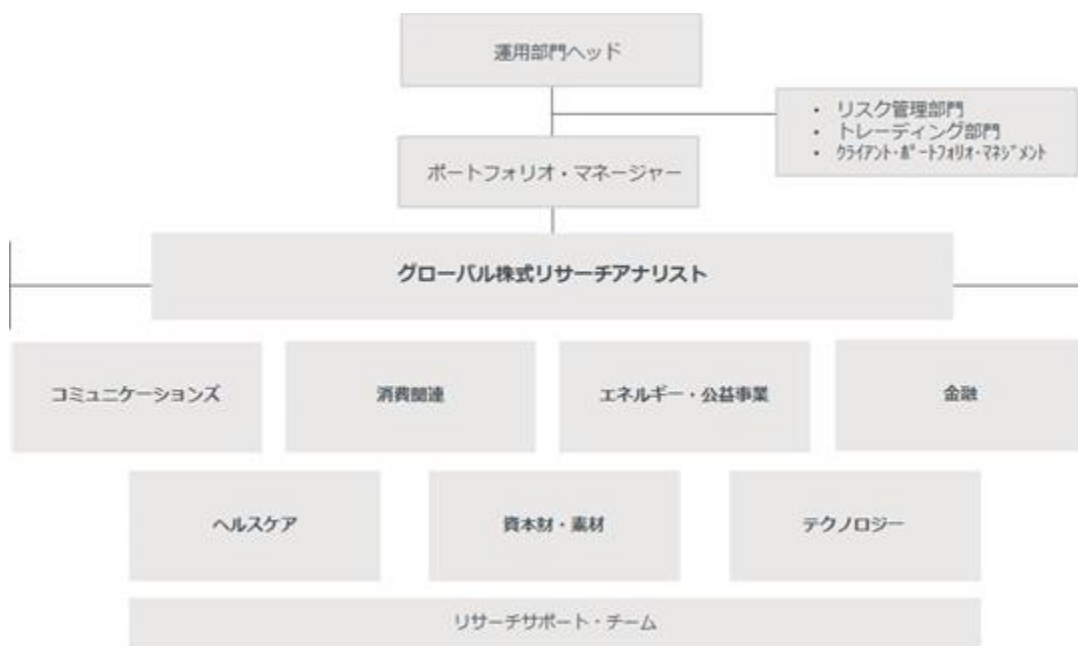 運用部門ヘッド
• リスク管理部門
• トレーディング部門
• クライアント・ポートフォリオ・マネジメント
ポートフォリオ・マネージャー
グローバル株式リサーチアナリスト
コミュニケーションズ
消費関連
エネルギー・公益事業
金融
ヘルスケア
資本財・素材
テクノロジー
リサーチサポート・チーム